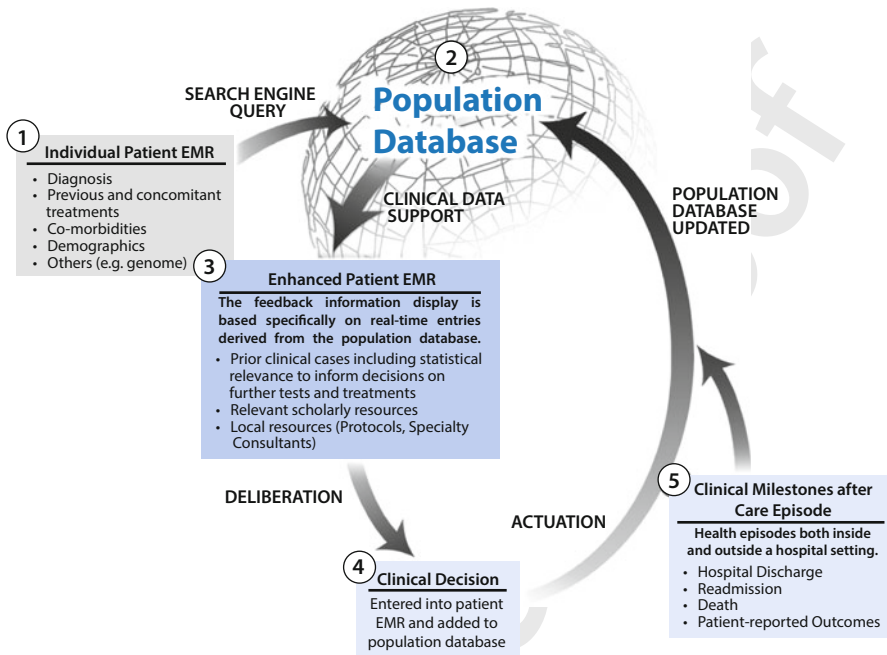 2
Population
Database
SEARCH ENGINE
QUERY
1
Individual Patient EMR
• Diagnosis
• Previous and concomitant
treatments
• Co-morbidities
• Demographics
• Others (e.g. genome)
CLINICAL DATA
SUPPORT
POPULATION
DATABASE
UPDATED
3
Enhanced Patient EMR
The feedback information display is
based specifically on real-time entries
derived from the population database.
• Prior clinical cases including statistical
relevance to inform decisions on
further tests and treatments
• Relevant scholarly resources
• Local resources (Protocols, Specialty
Consultants)
DELIBERATION
ACTUATION
4
Clinical Decision
Entered into patient
EMR and added to
population database
5
Clinical Milestones after
Care Episode
Health episodes both inside
and outside a hospital setting.
• Hospital Discharge
• Readmission
• Death
• Patient-reported Outcomes